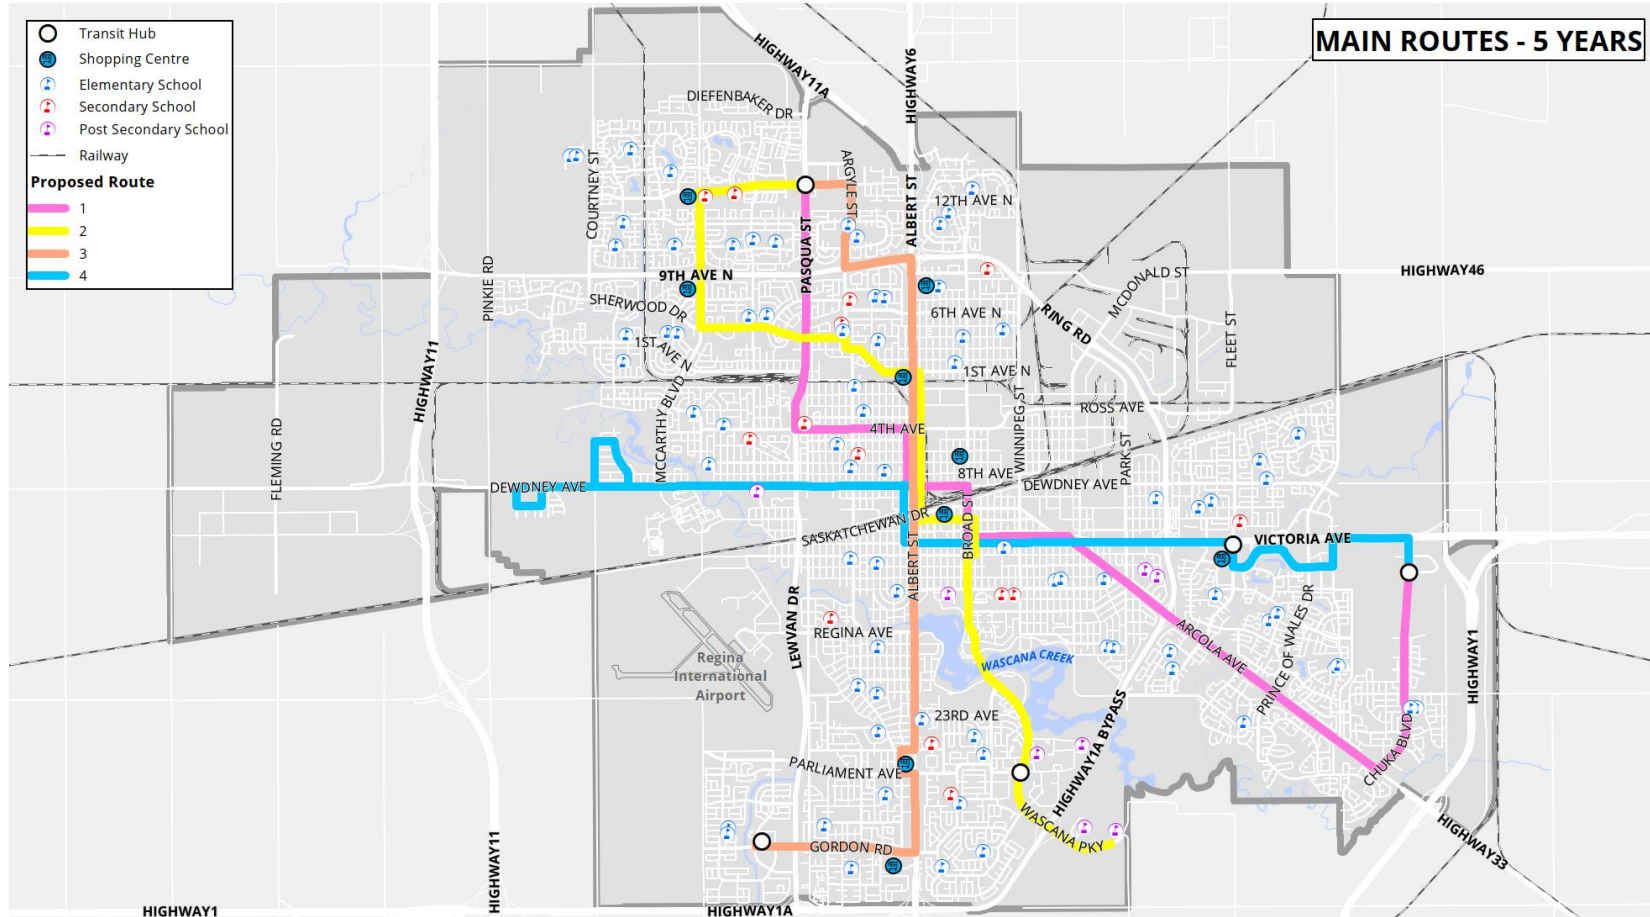 MAIN ROUTES - 5 YEARS
Transit Hub
Shopping Centre
Elementary School
Secondary School
Post Secondary School
Railway
Proposed Route
1
2
3
4
HIGHWAY11A
HIGHWAY6
DIEFENBAKER DR
ARGYLE ST
COURTNEY ST
ALBERT ST
12TH AVE N
PASQUA ST
PINKIE RD
9TH AVE N
MCDONALD ST
HIGHWAY46
SHERWOOD DR
6TH AVE N
RING RD
FLEET ST
1ST AVE N
1ST AVE N
HIGHWAY11
MCCARTHY BLVD
WINNIPEG ST
ROSS AVE
FLEMING RD
4TH AVE
PARK ST
8TH AVE
DEWDNEY AVE
DEWDNEY AVE
SASKATCHEWAN DR
BROAD ST
VICTORIA AVE
ALBERT ST
LEWVAN DR
REGINA AVE
ARCOLA AVE
PRINCE OF WALES DR
Regina
International
Airport
WASCANA CREEK
HIGHWAY1
23RD AVE
HIGHWAY1A BYPASS
CHUKA BLVD
PARLIAMENT AVE
WASCANA PKY
GORDON RD
HIGHWAY33
HIGHWAY11
HIGHWAY1
HIGHWAY1A